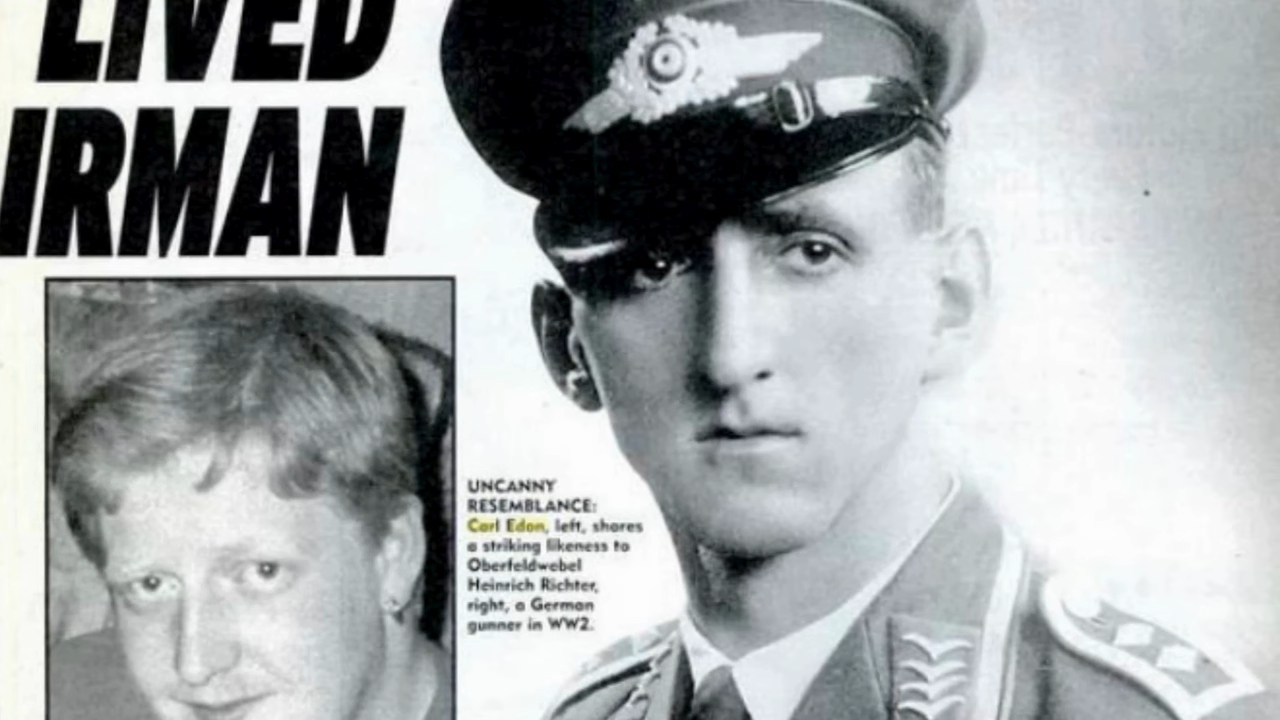 LIVED
IRMAN
UNCANNY
RESEMBLANCE:
Carl Edon, left, shares
a striking likeness to
Oberfeldwebel
Heinrich Richter,
right, a German
gunner in WW2.